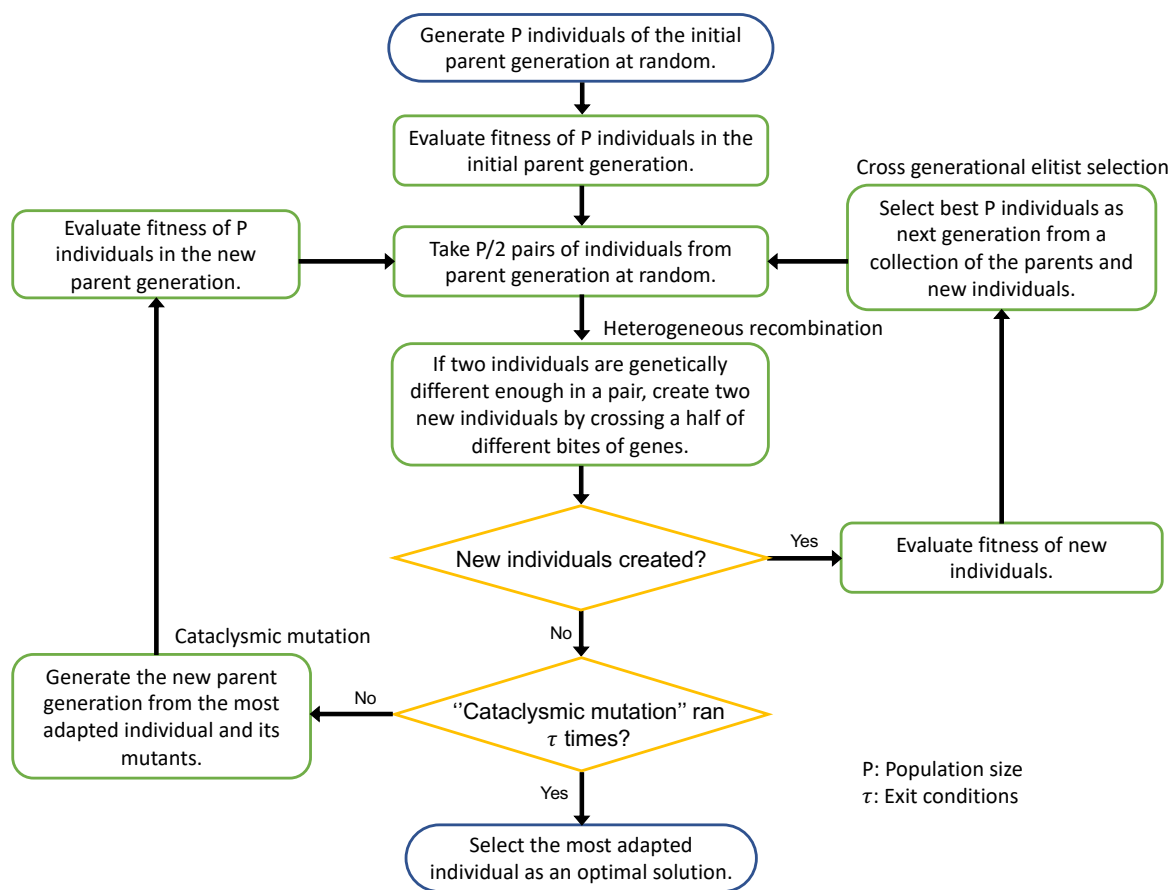 Generate P individuals of the initial
parent generation at random.
Evaluate fitness of P individuals in the
initial parent generation.
Cross generational elitist selection
Evaluate fitness of P
individuals in the new
parent generation.
Take P/2 pairs of individuals from
parent generation at random.
Select best P individuals as
next generation from a
collection of the parents and
new individuals.
Heterogeneous recombination
If two individuals are genetically
different enough in a pair, create two
new individuals by crossing a half of
different bites of genes.
New individuals created?
Yes
Evaluate fitness of new
individuals.
No
Cataclysmic mutation
Generate the new parent
generation from the most
adapted individual and its
mutants.
No
‘‘Cataclysmic mutation’’ ran
τ times?
P: Population size
τ: Exit conditions
Yes
Select the most adapted
individual as an optimal solution.